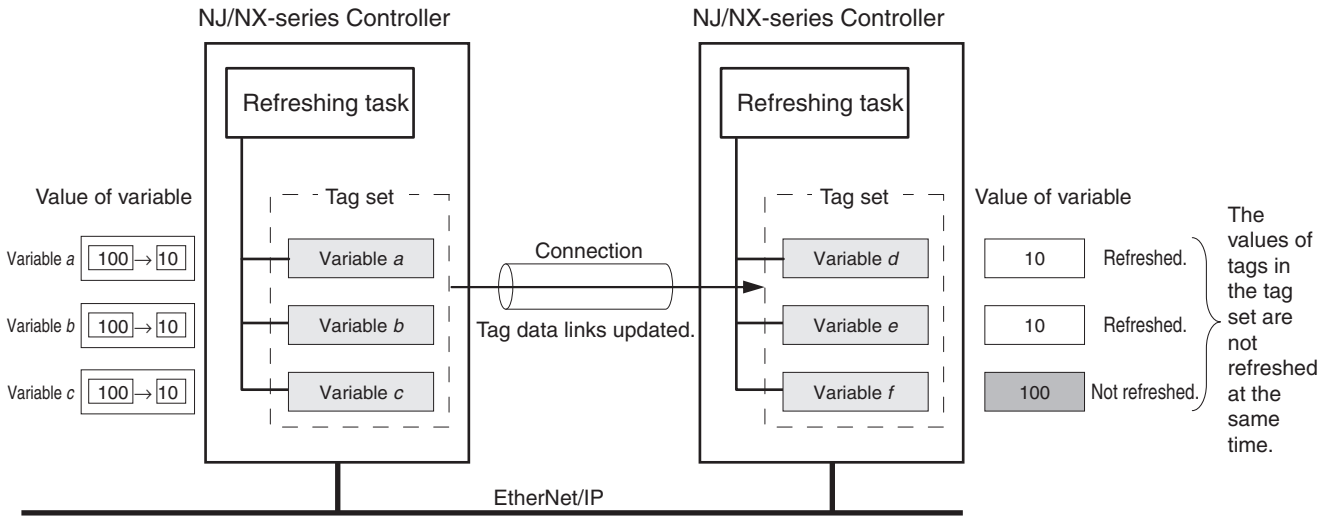 NJ/NX-series Controller
NJ/NX-series Controller
Refreshing task
Refreshing task
Value of variable
Tag set
Tag set
Value of variable
Variable a 100 → 10
Variable a
Connection
Variable d
10 Refreshed.
Variable b 100 → 10
Variable b
Tag data links updated.
Variable e
10 Refreshed.
Variable c 100 → 10
Variable c
Variable f
100 Not refreshed.
The
values of
tags in
the tag
set are
not
refreshed
at the
same
time.
EtherNet/IP